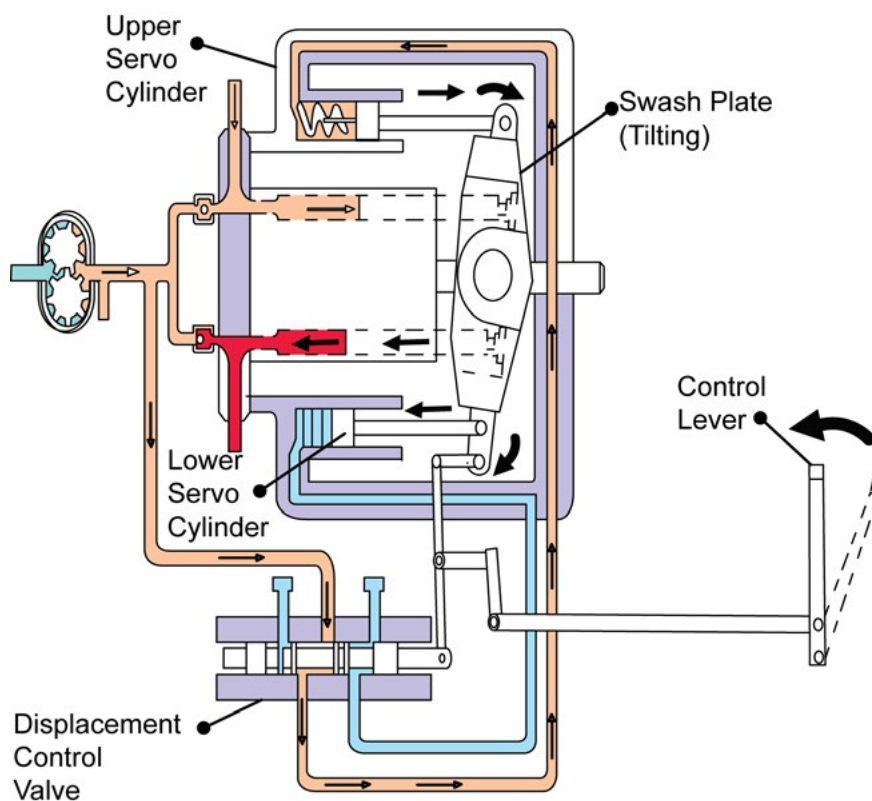 Upper
Servo
Cylinder
Swash Plate
(Tilting)
Control
Lever
Lower
Servo
Cylinder
Displacement
Control
Valve